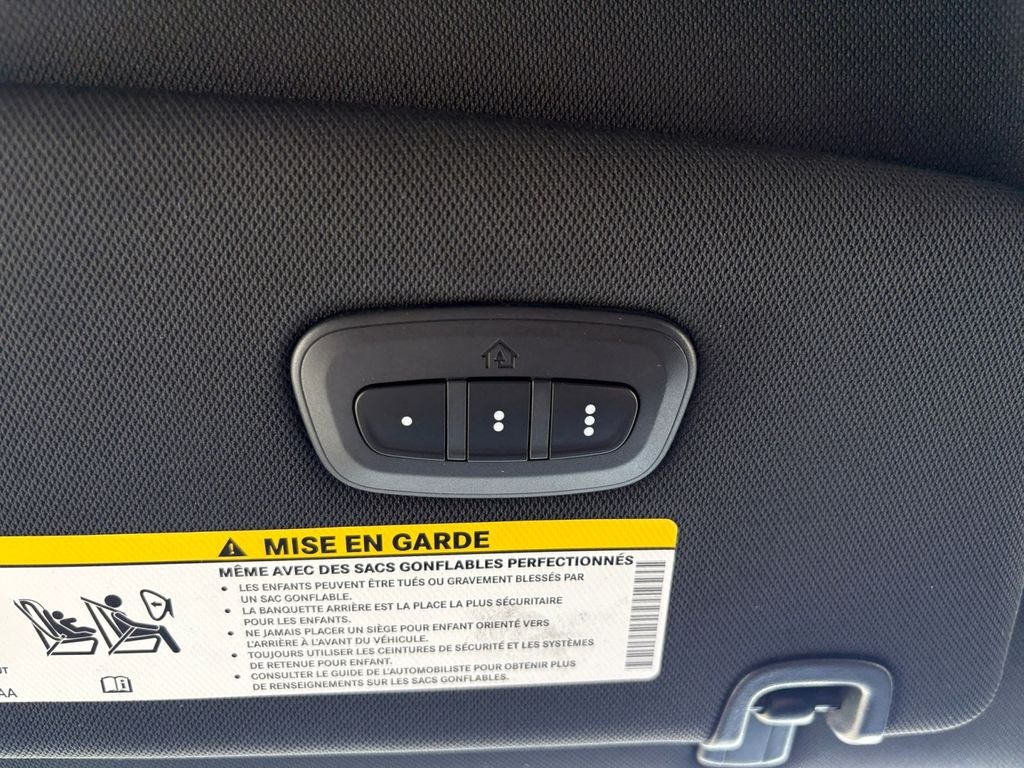 MISE EN GARDE
MÊME AVEC DES SACS GONFLABLES PERFECTIONNÉS
• LES ENFANTS PEUVENT ÊTRE TUÉS OU GRAVEMENT BLESSÉS PAR
UN SAC GONFLABLE.
• LA BANQUETTE ARRIÈRE EST LA PLACE LA PLUS SÉCURITAIRE
POUR LES ENFANTS.
• NE JAMAIS PLACER UN SIÈGE POUR ENFANT ORIENTÉ VERS
L'ARRIÈRE À L'AVANT DU VÉHICULE.
• TOUJOURS UTILISER LES CEINTURES DE SÉCURITÉ ET LES SYSTÈMES
DE RETENUE POUR ENFANT.
• CONSULTER LE GUIDE DE L'AUTOMOBILISTE POUR OBTENIR PLUS
DE RENSEIGNEMENTS SUR LES SACS GONFLABLES.
NT
AA